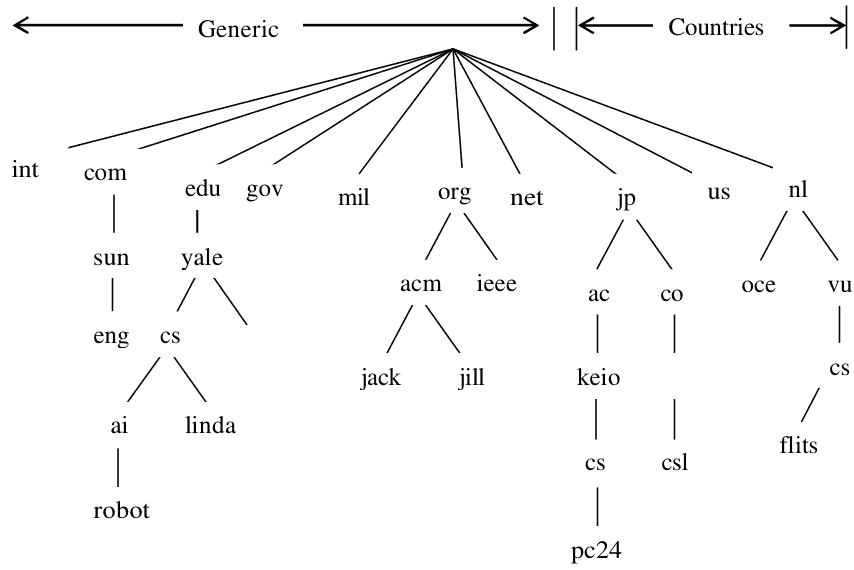 Generic Countries
int com edu gov mil org net jp us nl
sun yale acm ieee ac co oce vu
eng cs jack jill keio cs
ai linda cs csl flits
robot
pc24